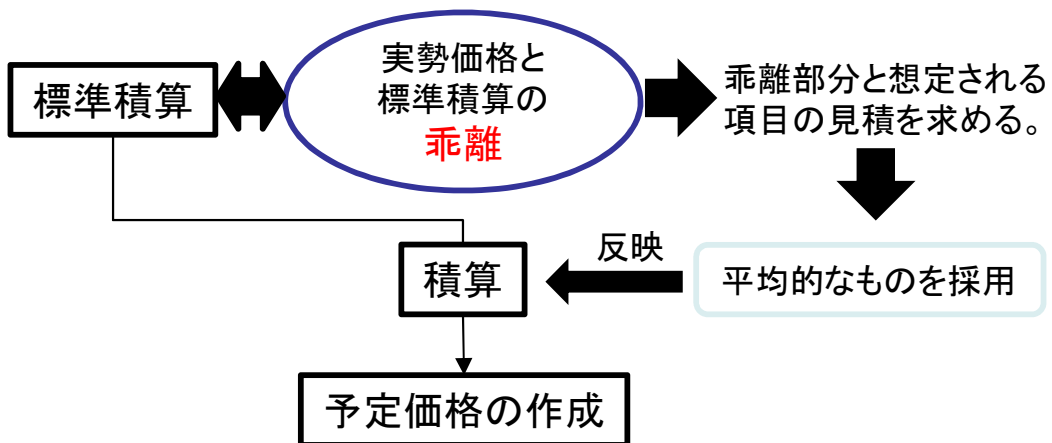 標準積算
実勢価格と
標準積算の
乖離
乖離部分と想定される
項目の見積を求める。
反映
積算
平均的なものを採用
予定価格の作成